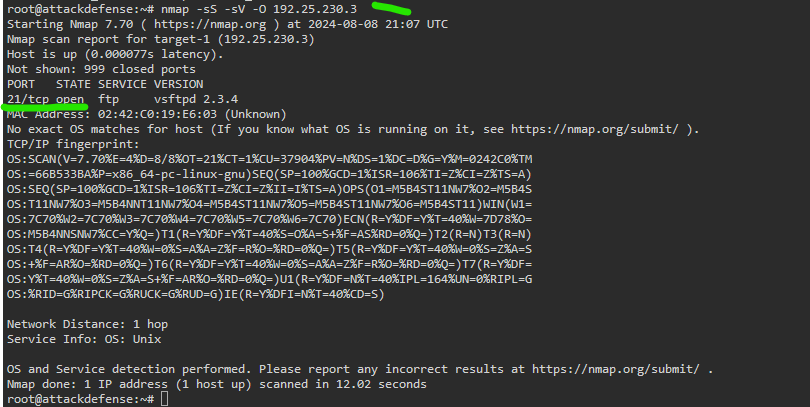 root@attackdefense:~# nmap -sS -sV -O 192.25.230.3
Starting Nmap 7.70 ( https://nmap.org ) at 2024-08-08 21:07 UTC
Nmap scan report for target-1 (192.25.230.3)
Host is up (0.000077s latency).
Not shown: 999 closed ports
PORT   STATE SERVICE VERSION
21/tcp open  ftp     vsftpd 2.3.4
MAC Address: 02:42:C0:19:E6:03 (Unknown)
No exact OS matches for host (If you know what OS is running on it, see https://nmap.org/submit/ ).
TCP/IP fingerprint:
OS:SCAN(V=7.70%E=4%D=8/8%OT=21%CT=1%CU=37904%PV=N%DS=1%DC=D%G=Y%M=0242C0%TM
OS:=66B533BA%P=x86_64-pc-linux-gnu)SEQ(SP=100%GCD=1%ISR=106%TI=Z%CI=Z%TS=A)
OS:SEQ(SP=100%GCD=1%ISR=106%TI=Z%CI=Z%II=I%TS=A)OPS(O1=M5B4ST11NW7%O2=M5B4S
OS:T11NW7%O3=M5B4NNT11NW7%O4=M5B4ST11NW7%O5=M5B4ST11NW7%O6=M5B4ST11)WIN(W1=
OS:7C70%W2=7C70%W3=7C70%W4=7C70%W5=7C70%W6=7C70)ECN(R=Y%DF=Y%T=40%W=7D78%O=
OS:M5B4NNSNW7%CC=Y%Q=)T1(R=Y%DF=Y%T=40%S=O%A=S+%F=AS%RD=0%Q=)T2(R=N)T3(R=N)
OS:T4(R=Y%DF=Y%T=40%W=0%S=A%A=Z%F=R%O=%RD=0%Q=)T5(R=Y%DF=Y%T=40%W=0%S=Z%A=S
OS:+%F=AR%O=%RD=0%Q=)T6(R=Y%DF=Y%T=40%W=0%S=A%A=Z%F=R%O=%RD=0%Q=)T7(R=Y%DF=
OS:Y%T=40%W=0%S=Z%A=S+%F=AR%O=%RD=0%Q=)U1(R=Y%DF=N%T=40%IPL=164%UN=0%RIPL=G
OS:%RID=G%RIPCK=G%RUCK=G%RUD=G)IE(R=Y%DFI=N%T=40%CD=S)
Network Distance: 1 hop
Service Info: OS: Unix
OS and Service detection performed. Please report any incorrect results at https://nmap.org/submit/ .
Nmap done: 1 IP address (1 host up) scanned in 12.02 seconds
root@attackdefense:~#